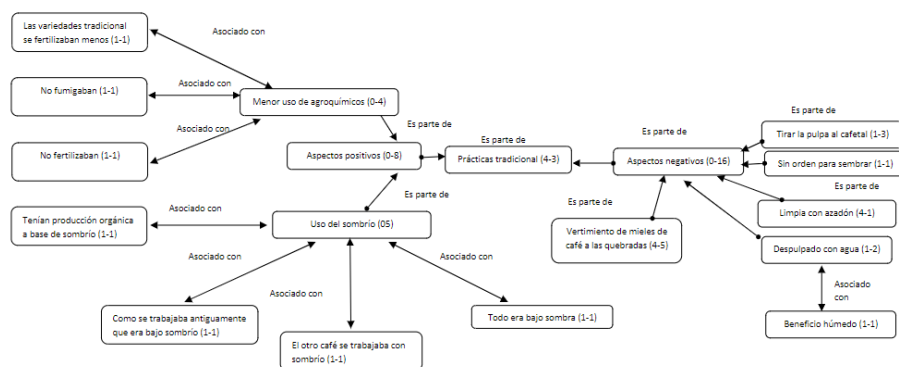 Las variedades tradicional
se fertilizaban menos (1-1)
Asociado con
No fumigaban (1-1)
Asociado con
Menor uso de agroquímicos (0-4)
Asociado con
No fertilizaban (1-1)
Es parte de
Aspectos positivos (0-8)
Es parte de
Prácticas tradicional (4-3)
Es parte de
Aspectos negativos (0-16)
Es parte de
Tirar la pulpa al cafetal (1-3)
Sin orden para sembrar (1-1)
Es parte de
Limpia con azadón (4-1)
Es parte de
Vertimiento de mieles de
café a las quebradas (4-5)
Despulpado con agua (1-2)
Asociado
con
Beneficio húmedo (1-1)
Es parte de
Tenían producción orgánica
a base de sombrío (1-1)
Asociado con
Uso del sombrío (05)
Asociado con
Como se trabajaba antiguamente
que era bajo sombrío (1-1)
Asociado con
El otro café se trabajaba con
sombrío (1-1)
Asociado con
Todo era bajo sombra (1-1)